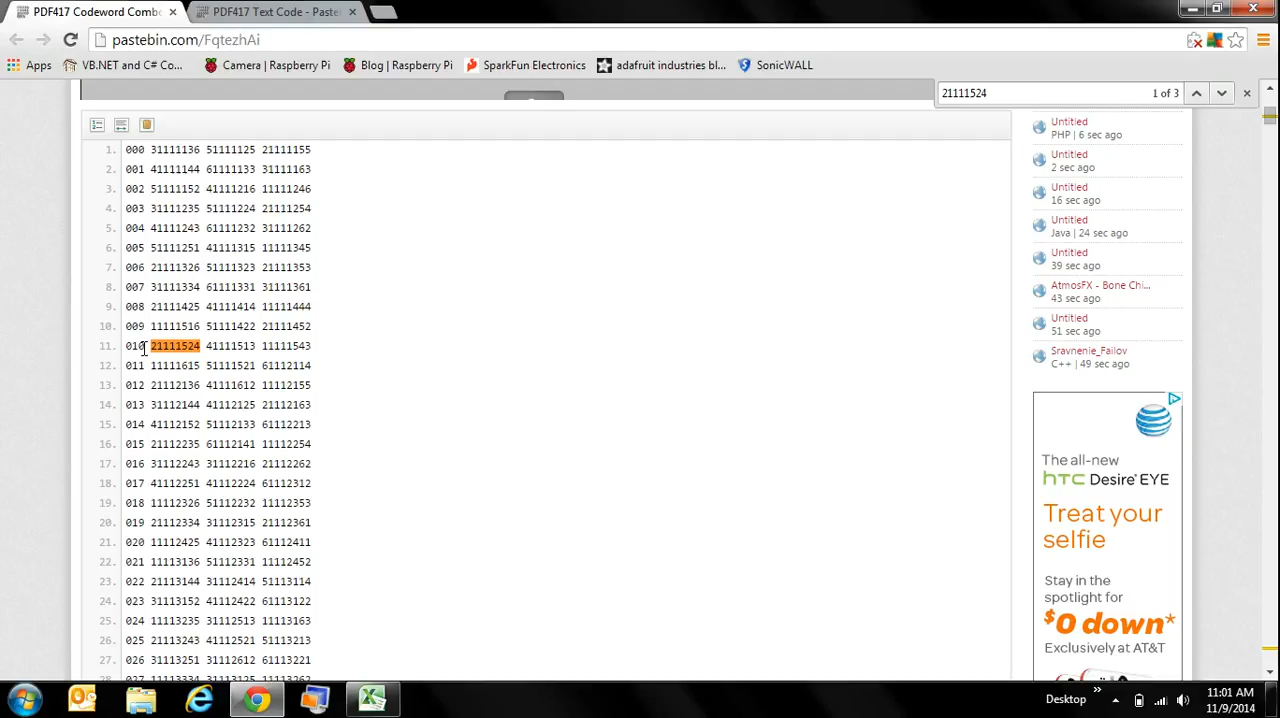 PDF417 Codeword Comb
PDF417 Text Code - Paste
pastebin.com/FqtezhAi
Apps VB.NET and C# Co... Camera | Raspberry Pi Blog | Raspberry Pi SparkFun Electronics adafruit industries bl... SonicWALL
21111524 1 of 3
1. 000 31111136 51111125 21111155
2. 001 41111144 61111133 31111163
3. 002 51111152 41111216 11111246
4. 003 31111235 51111224 21111254
5. 004 41111243 61111232 31111262
6. 005 51111251 41111315 11111345
7. 006 21111326 51111323 21111353
8. 007 31111334 61111331 31111361
9. 008 21111425 41111414 11111444
10. 009 11111516 51111422 21111452
11. 010 21111524 41111513 11111543
12. 011 11111615 51111521 61112114
13. 012 21112136 41111612 11112155
14. 013 31112144 41112125 21112163
15. 014 41112152 51112133 61112213
16. 015 21112235 61112141 11112254
17. 016 31112243 31112216 21112262
18. 017 41112251 41112224 61112312
19. 018 11112326 51112232 11112353
20. 019 21112334 31112315 21112361
21. 020 11112425 41112323 61112411
22. 021 11113136 51112331 11112452
23. 022 21113144 31112414 51113114
24. 023 31113152 41112422 61113122
25. 024 11113235 31112513 11113163
26. 025 21113243 41112521 51113213
27. 026 31113251 31112612 61113221
28. 027 11113334 31113125 11113262
Untitled
PHP | 6 sec ago
Untitled
2 sec ago
Untitled
16 sec ago
Untitled
Java | 24 sec ago
Untitled
39 sec ago
AtmosFX - Bone Chi...
43 sec ago
Untitled
51 sec ago
Sravnenie_Failov
C++ | 49 sec ago
AT&T
The all-new
HTC Desire EYE
Treat your
selfie
Stay in the
spotlight for
$0 down*
Exclusively at AT&T
Desktop
11:01 AM
11/9/2014